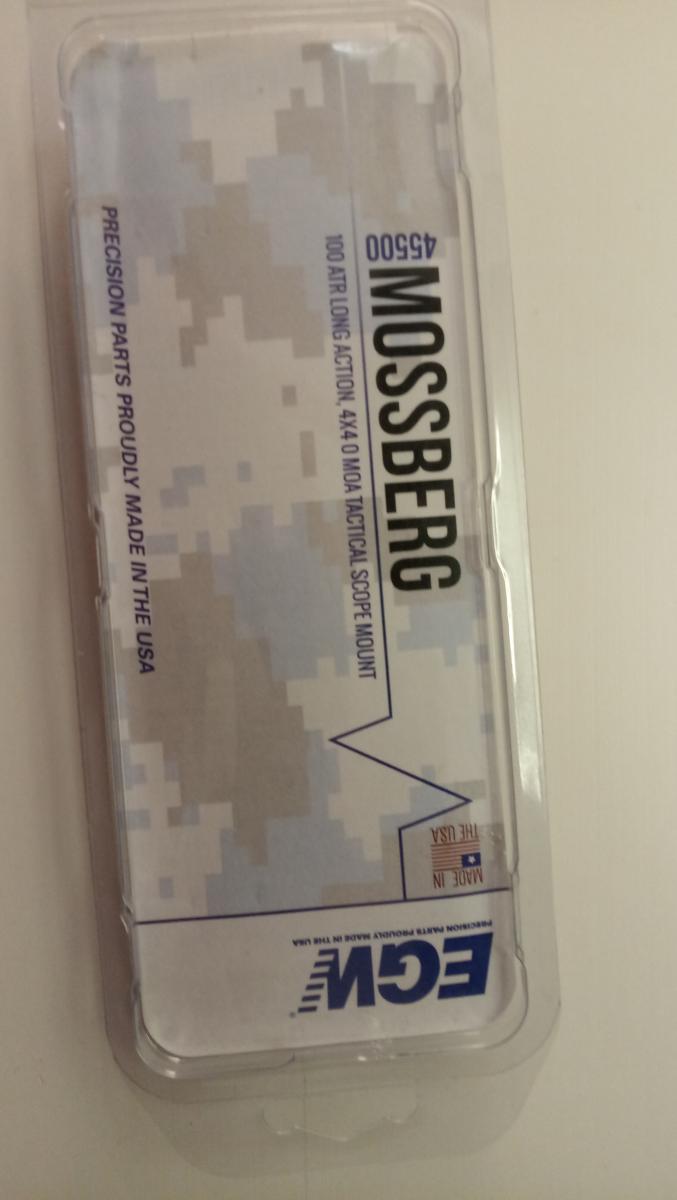 EGW
PRECISION PARTS PROUDLY MADE IN THE USA
MADE IN
THE USA
MOSSBERG
45500
100 ATR LONG ACTION, 4X4 0 MOA TACTICAL SCOPE MOUNT
PRECISION PARTS PROUDLY MADE IN THE USA